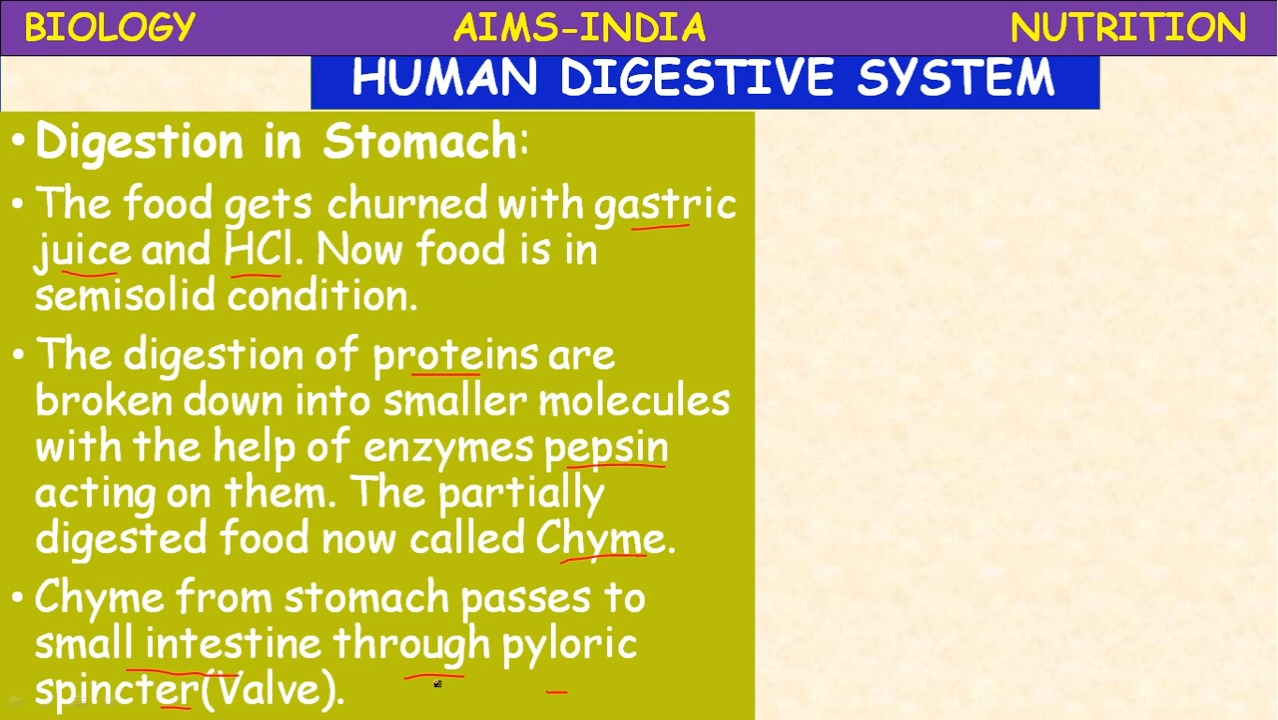 BIOLOGY AIMS-INDIA NUTRITION
HUMAN DIGESTIVE SYSTEM
• Digestion in Stomach:
• The food gets churned with gastric
juice and HCl. Now food is in
semisolid condition.
• The digestion of proteins are
broken down into smaller molecules
with the help of enzymes pepsin
acting on them. The partially
digested food now called Chyme.
• Chyme from stomach passes to
small intestine through pyloric
spincter(Valve).